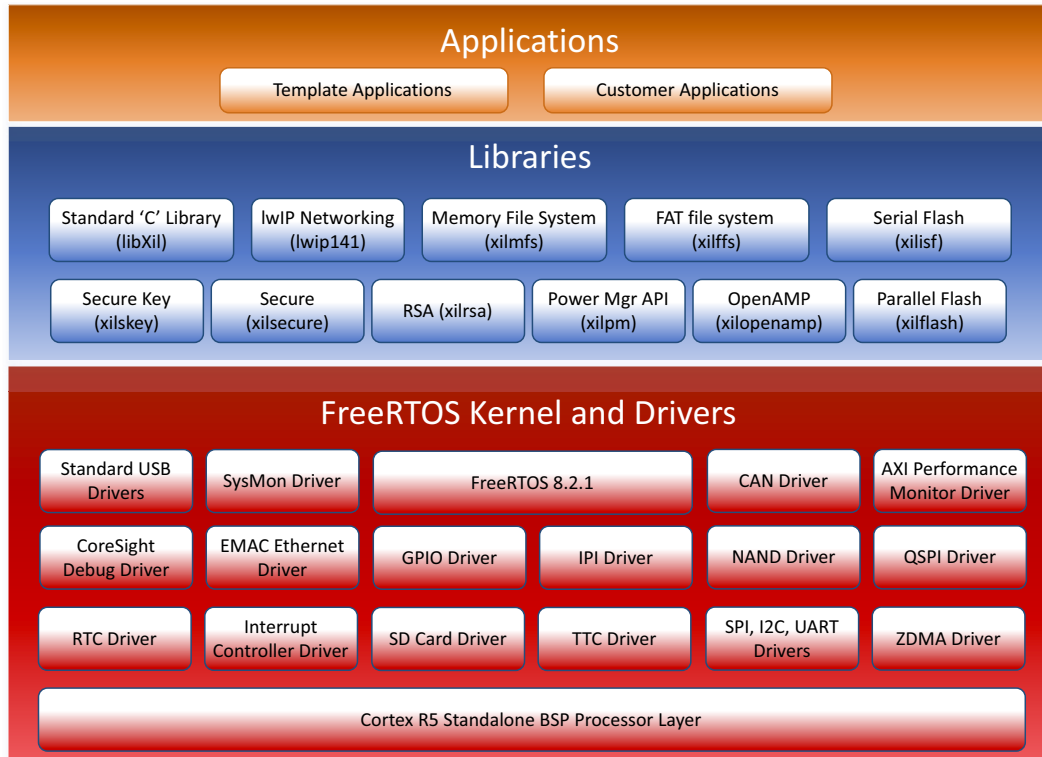 Applications
Template Applications
Customer Applications
Libraries
Standard ‘C’ Library
(libXil)
lwIP Networking
(lwip141)
Memory File System
(xilmfs)
FAT file system
(xilffs)
Serial Flash
(xilisf)
Secure Key
(xilskey)
Secure
(xilsecure)
RSA (xilrsa)
Power Mgr API
(xilpm)
OpenAMP
(xilopenamp)
Parallel Flash
(xilflash)
FreeRTOS Kernel and Drivers
Standard USB
Drivers
SysMon Driver
FreeRTOS 8.2.1
CAN Driver
AXI Performance
Monitor Driver
CoreSight
Debug Driver
EMAC Ethernet
Driver
GPIO Driver
IPI Driver
NAND Driver
QSPI Driver
RTC Driver
Interrupt
Controller Driver
SD Card Driver
TTC Driver
SPI, I2C, UART
Drivers
ZDMA Driver
Cortex R5 Standalone BSP Processor Layer